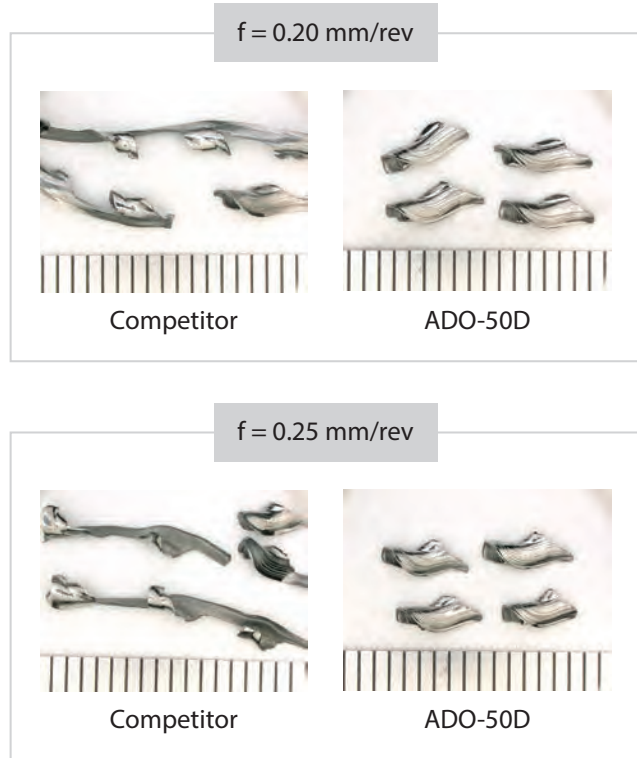 f = 0.20 mm/rev
Competitor
ADO-50D
f = 0.25 mm/rev
Competitor
ADO-50D